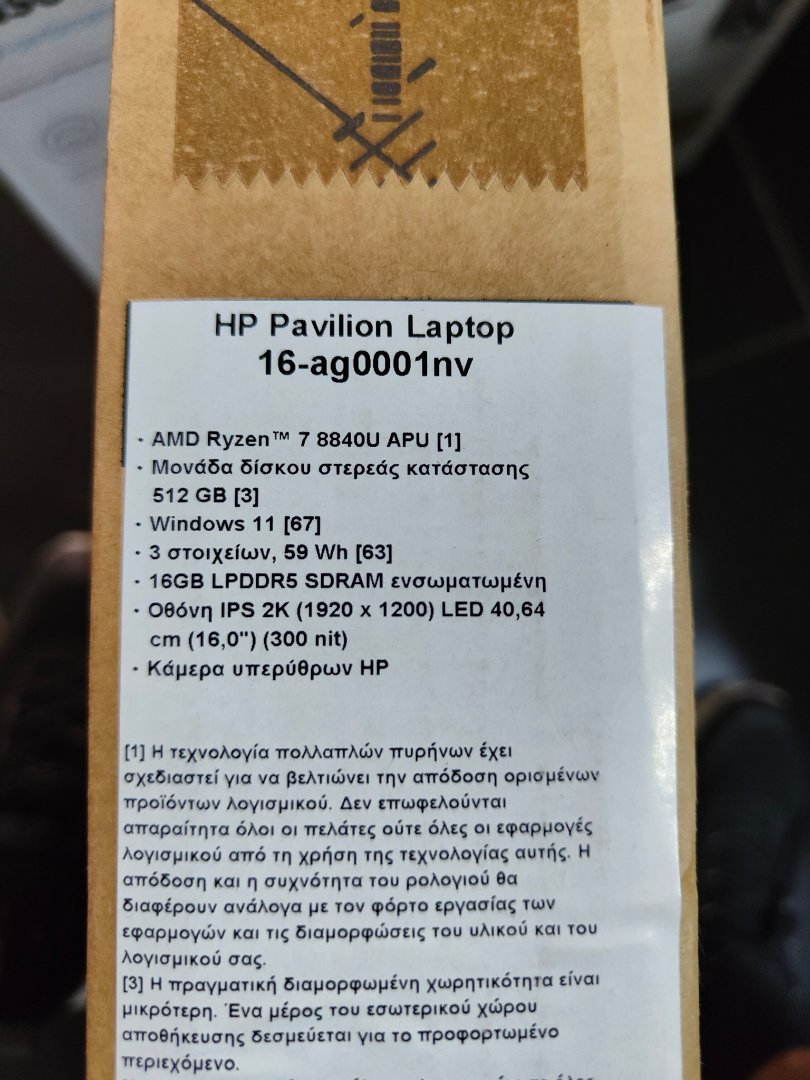 HP Pavilion Laptop
16-ag0001nv
· AMD Ryzen™ 7 8840U APU [1]
· Μονάδα δίσκου στερεάς κατάστασης
512 GB [3]
· Windows 11 [67]
· 3 στοιχείων, 59 Wh [63]
· 16GB LPDDR5 SDRAM ενσωματωμένη
· Οθόνη IPS 2K (1920 x 1200) LED 40,64
cm (16,0") (300 nit)
· Κάμερα υπερύθρων HP
[1] Η τεχνολογία πολλαπλών πυρήνων έχει
σχεδιαστεί για να βελτιώνει την απόδοση ορισμένων
προϊόντων λογισμικού. Δεν επωφελούνται
απαραίτητα όλοι οι πελάτες ούτε όλες οι εφαρμογές
λογισμικού από τη χρήση της τεχνολογίας αυτής. Η
απόδοση και η συχνότητα του ρολογιού θα
διαφέρουν ανάλογα με τον φόρτο εργασίας των
εφαρμογών και τις διαμορφώσεις του υλικού και του
λογισμικού σας.
[3] Η πραγματική διαμορφωμένη χωρητικότητα είναι
μικρότερη. Ένα μέρος του εσωτερικού χώρου
αποθήκευσης δεσμεύεται για το προφορτωμένο
περιεχόμενο.